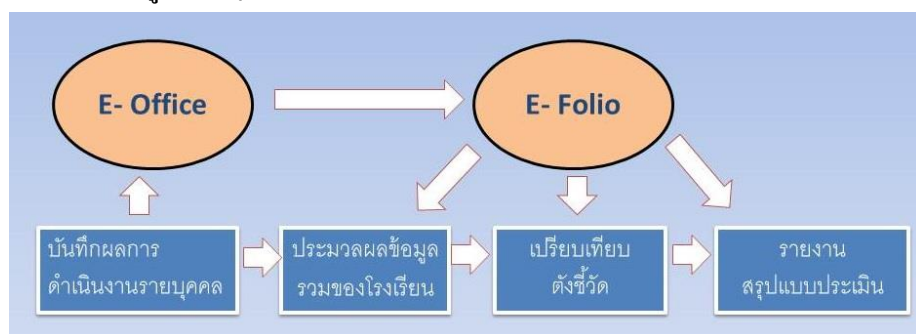 E- Office
E- Folio
บันทึกผลการ
ดำเนินงานรายบุคคล
ประมวลผลข้อมูล
รวมของโรงเรียน
เปรียบเทียบ
ตังชี้วัด
รายงาน
สรุปแบบประเมิน